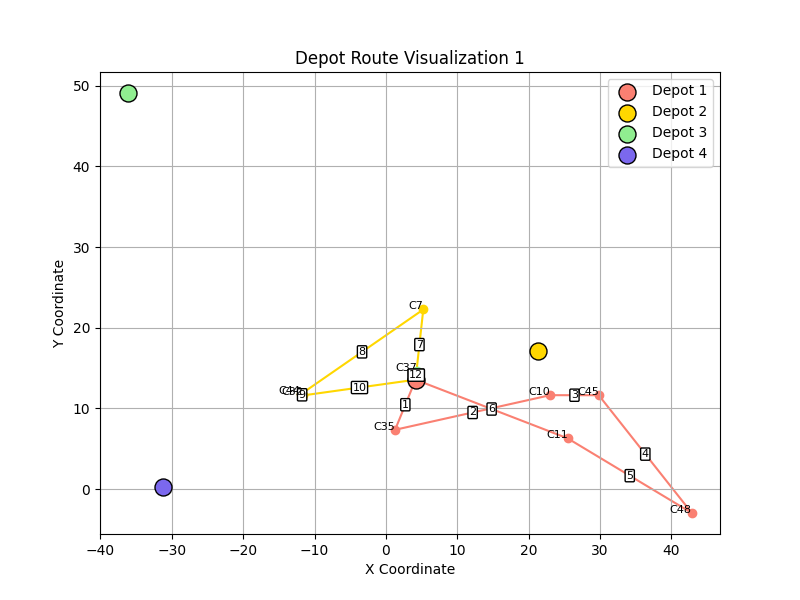 Depot Route Visualization 1
Depot 1
Depot 2
Depot 3
Depot 4
50
40
30
20
10
0
Y Coordinate
C7
8
7
C37
12
10
9
1
C35
2
6
C10
3
C45
C11
4
5
C48
−40
−30
−20
−10
0
10
20
30
40
X Coordinate